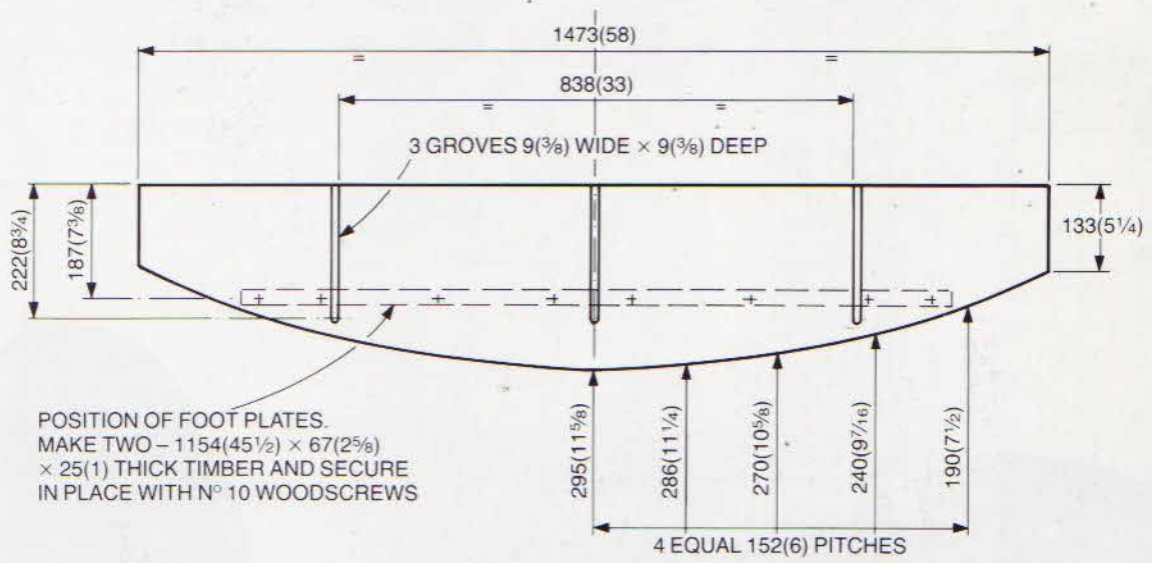 1473(58)
=
=
838(33)
=
=
3 GROVES 9(⅜) WIDE × 9(⅜) DEEP
222(8¾)
187(7⅜)
133(5¼)
POSITION OF FOOT PLATES.
MAKE TWO – 1154(45½) × 67(2⅝)
× 25(1) THICK TIMBER AND SECURE
IN PLACE WITH Nº 10 WOODSCREWS
295(11⅝)
286(11¼)
270(10⅝)
240(9⁷⁄₁₆)
190(7½)
4 EQUAL 152(6) PITCHES